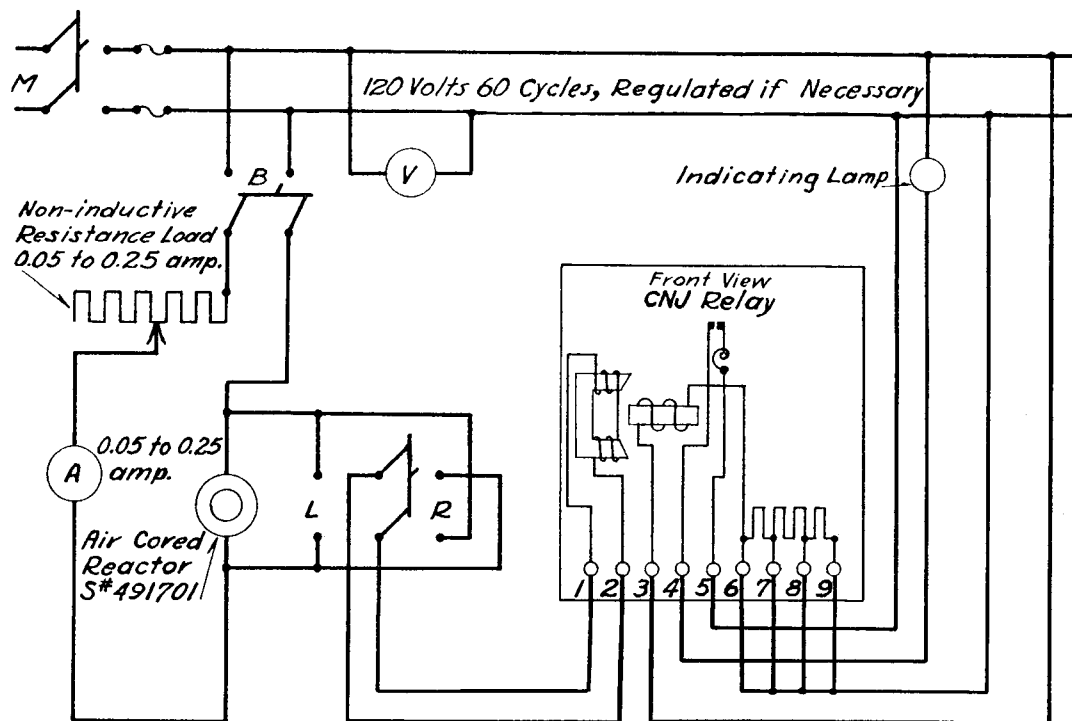 M
120 Volts 60 Cycles, Regulated if Necessary
B
V
Indicating Lamp
Non-inductive
Resistance Load
0.05 to 0.25 amp.
Front View
CNJ Relay
A
0.05 to 0.25
amp.
L
R
Air Cored
Reactor
S#491701
1 2 3 4 5 6 7 8 9